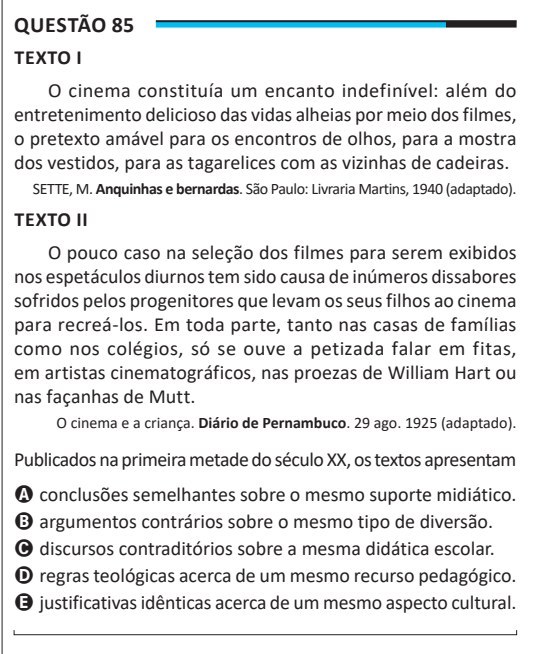 QUESTÃO 85
TEXTO I
O cinema constituía um encanto indefinível: além do
entretenimento delicioso das vidas alheias por meio dos filmes,
o pretexto amável para os encontros de olhos, para a mostra
dos vestidos, para as tagarelices com as vizinhas de cadeiras.
SETTE, M. Anquinhas e bernardas. São Paulo: Livraria Martins, 1940 (adaptado).
TEXTO II
O pouco caso na seleção dos filmes para serem exibidos
nos espetáculos diurnos tem sido causa de inúmeros dissabores
sofridos pelos progenitores que levam os seus filhos ao cinema
para recreá-los. Em toda parte, tanto nas casas de famílias
como nos colégios, só se ouve a petizada falar em fitas,
em artistas cinematográficos, nas proezas de William Hart ou
nas façanhas de Mutt.
O cinema e a criança. Diário de Pernambuco. 29 ago. 1925 (adaptado).
Publicados na primeira metade do século XX, os textos apresentam
A conclusões semelhantes sobre o mesmo suporte midiático.
B argumentos contrários sobre o mesmo tipo de diversão.
C discursos contraditórios sobre a mesma didática escolar.
D regras teológicas acerca de um mesmo recurso pedagógico.
E justificativas idênticas acerca de um mesmo aspecto cultural.